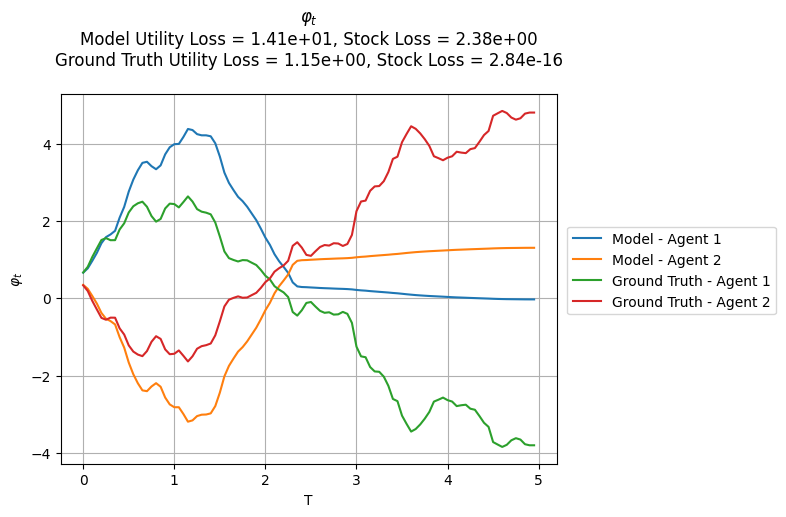 φt
Model Utility Loss = 1.41e+01, Stock Loss = 2.38e+00
Ground Truth Utility Loss = 1.15e+00, Stock Loss = 2.84e-16
4
2
0
−2
−4
φt
0 1 2 3 4 5
T
Model - Agent 1
Model - Agent 2
Ground Truth - Agent 1
Ground Truth - Agent 2